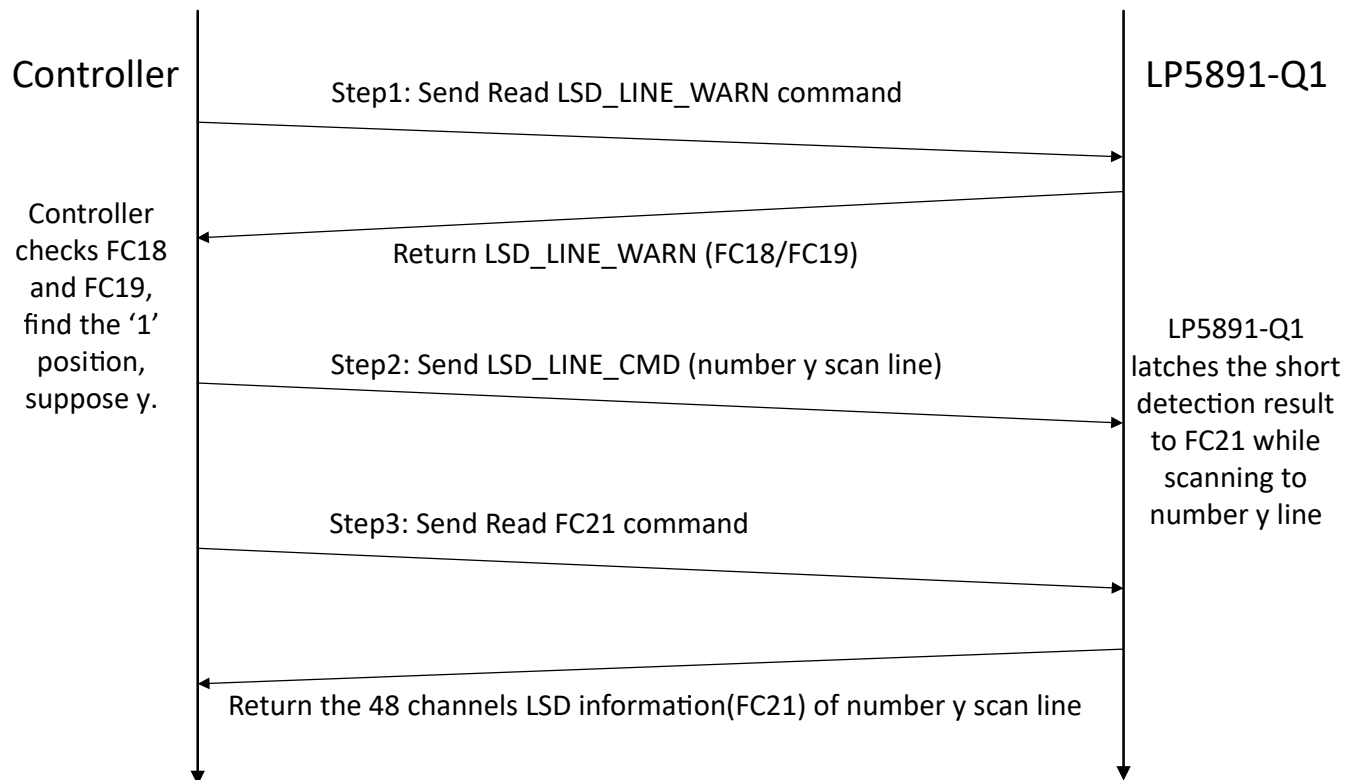 Controller
LP5891-Q1
Step1: Send Read LSD_LINE_WARN command
Return LSD_LINE_WARN (FC18/FC19)
Controller
checks FC18
and FC19,
find the ‘1’
position,
suppose y.
Step2: Send LSD_LINE_CMD (number y scan line)
LP5891-Q1
latches the short
detection result
to FC21 while
scanning to
number y line
Step3: Send Read FC21 command
Return the 48 channels LSD information(FC21) of number y scan line